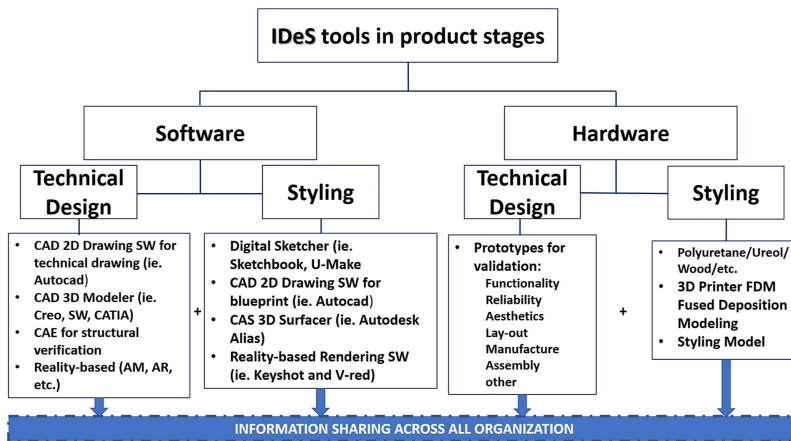 IDeS tools in product stages
Software
Hardware
Technical
Design
Styling
Technical
Design
Styling
• CAD 2D Drawing SW for
technical drawing (ie.
Autocad)
• CAD 3D Modeler (ie.
Creo, SW, CATIA)
• CAE for structural
verification
• Reality-based (AM, AR,
etc.)
+
• Digital Sketcher (ie.
Sketchbook, U-Make
• CAD 2D Drawing SW for
blueprint (ie. Autocad)
• CAS 3D Surfacer (ie. Autodesk
Alias)
• Reality-based Rendering SW
(ie. Keyshot and V-red)
• Prototypes for
validation:
Functionality
Reliability
Aesthetics
Lay-out
Manufacture
Assembly
other
+
• Polyuretane/Ureol/
Wood/etc.
• 3D Printer FDM
Fused Deposition
Modeling
• Styling Model
INFORMATION SHARING ACROSS ALL ORGANIZATION